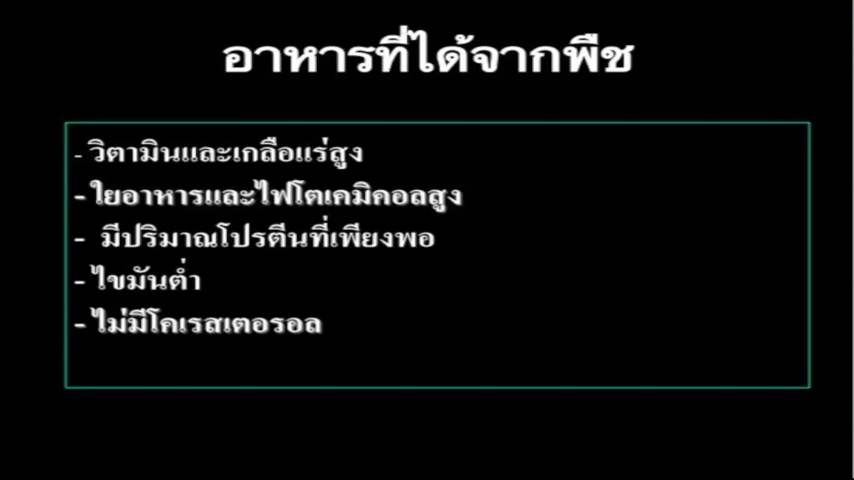 อาหารที่ได้จากพืช
- วิตามินและเกลือแร่สูง
- ใยอาหารและไฟโตเคมิคอลสูง
- มีปริมาณโปรตีนที่เพียงพอ
- ไขมันต่ำ
- ไม่มีโคเรสเตอรอล